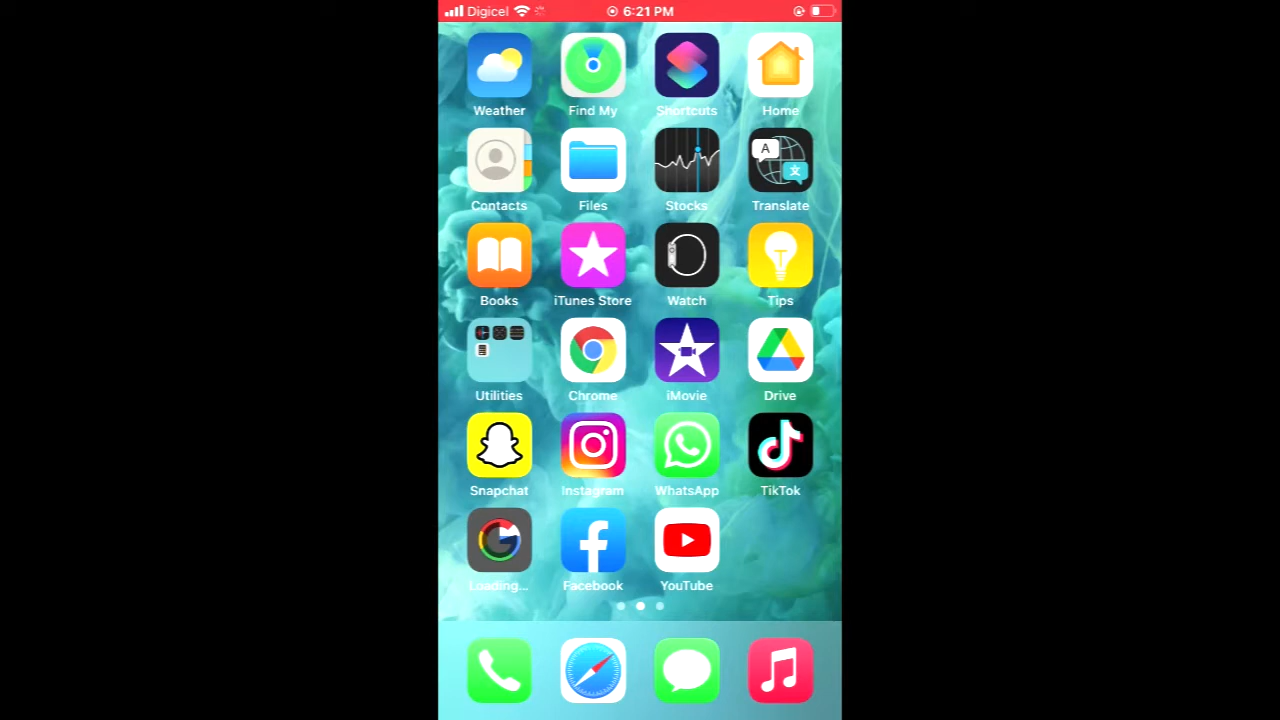 Digicel 6:21 PM
Weather Find My Shortcuts Home
A 文
Contacts Files Stocks Translate
Books iTunes Store Watch Tips
Utilities Chrome iMovie Drive
Snapchat Instagram WhatsApp TikTok
Loading... Facebook YouTube